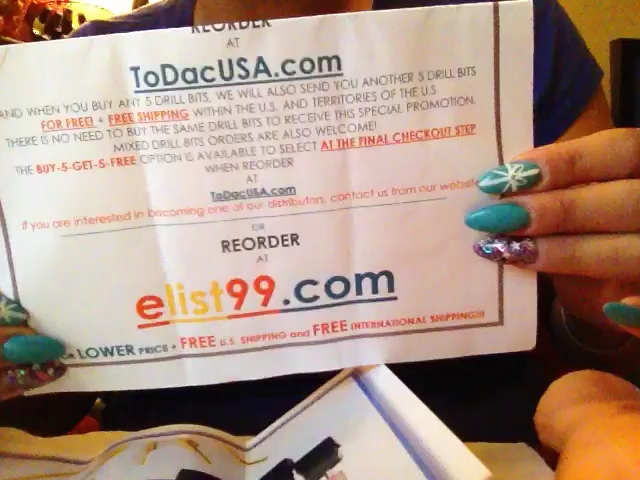 REORDER
AT
ToDacUSA.com
AND WHEN YOU BUY ANY 5 DRILL BITS, WE WILL ALSO SEND YOU ANOTHER 5 DRILL BITS
FOR FREE! + FREE SHIPPING WITHIN THE U.S. AND TERRITORIES OF THE U.S
THERE IS NO NEED TO BUY THE SAME DRILL BITS TO RECEIVE THIS SPECIAL PROMOTION.
MIXED DRILL BITS ORDERS ARE ALSO WELCOME!
THE BUY-5-GET-5-FREE OPTION IS AVAILABLE TO SELECT AT THE FINAL CHECKOUT STEP
WHEN REORDER
AT
ToDacUSA.com
If you are interested in becoming one of our distributors, contact us from our website
OR
REORDER
AT
elist99.com
LOWER PRICE + FREE U.S. SHIPPING and FREE INTERNATIONAL SHIPPING!!!